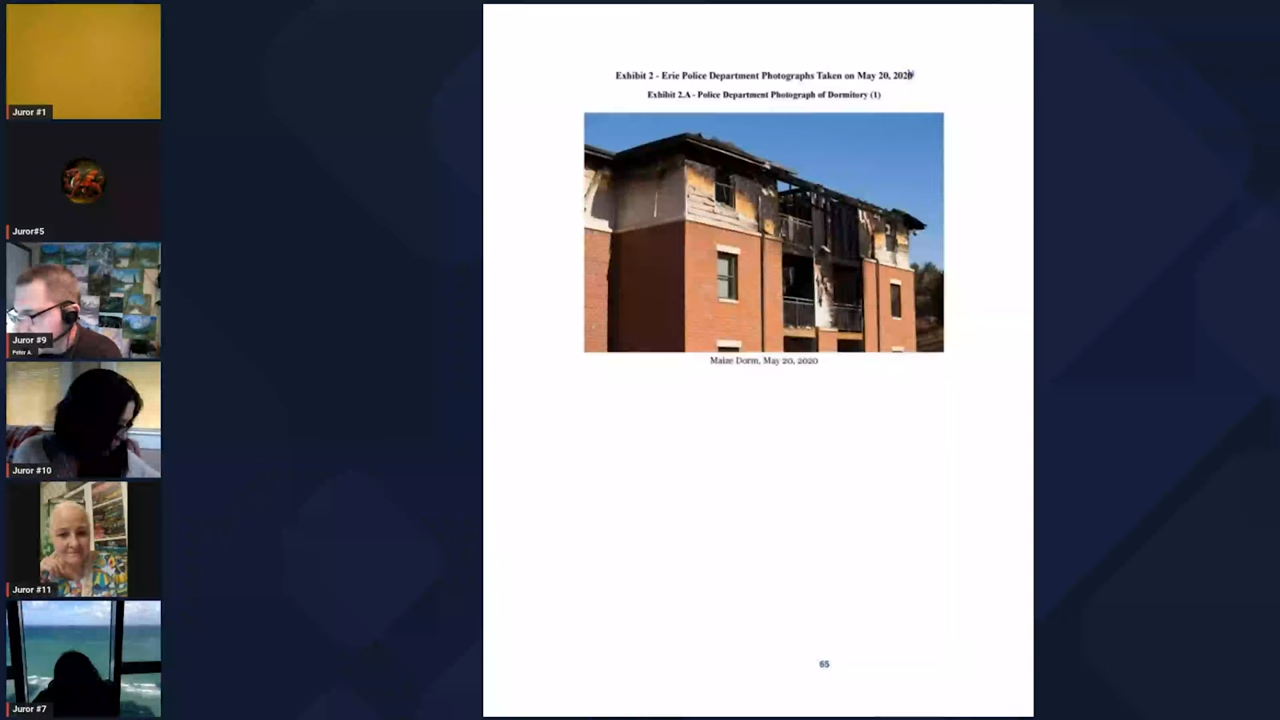 Juror #1
Juror#5
Juror #9
Peter A.
Juror #10
Juror #11
Juror #7
Exhibit 2 - Erie Police Department Photographs Taken on May 20, 2020
Exhibit 2.A - Police Department Photograph of Dormitory (1)
Maize Dorm, May 20, 2020
65